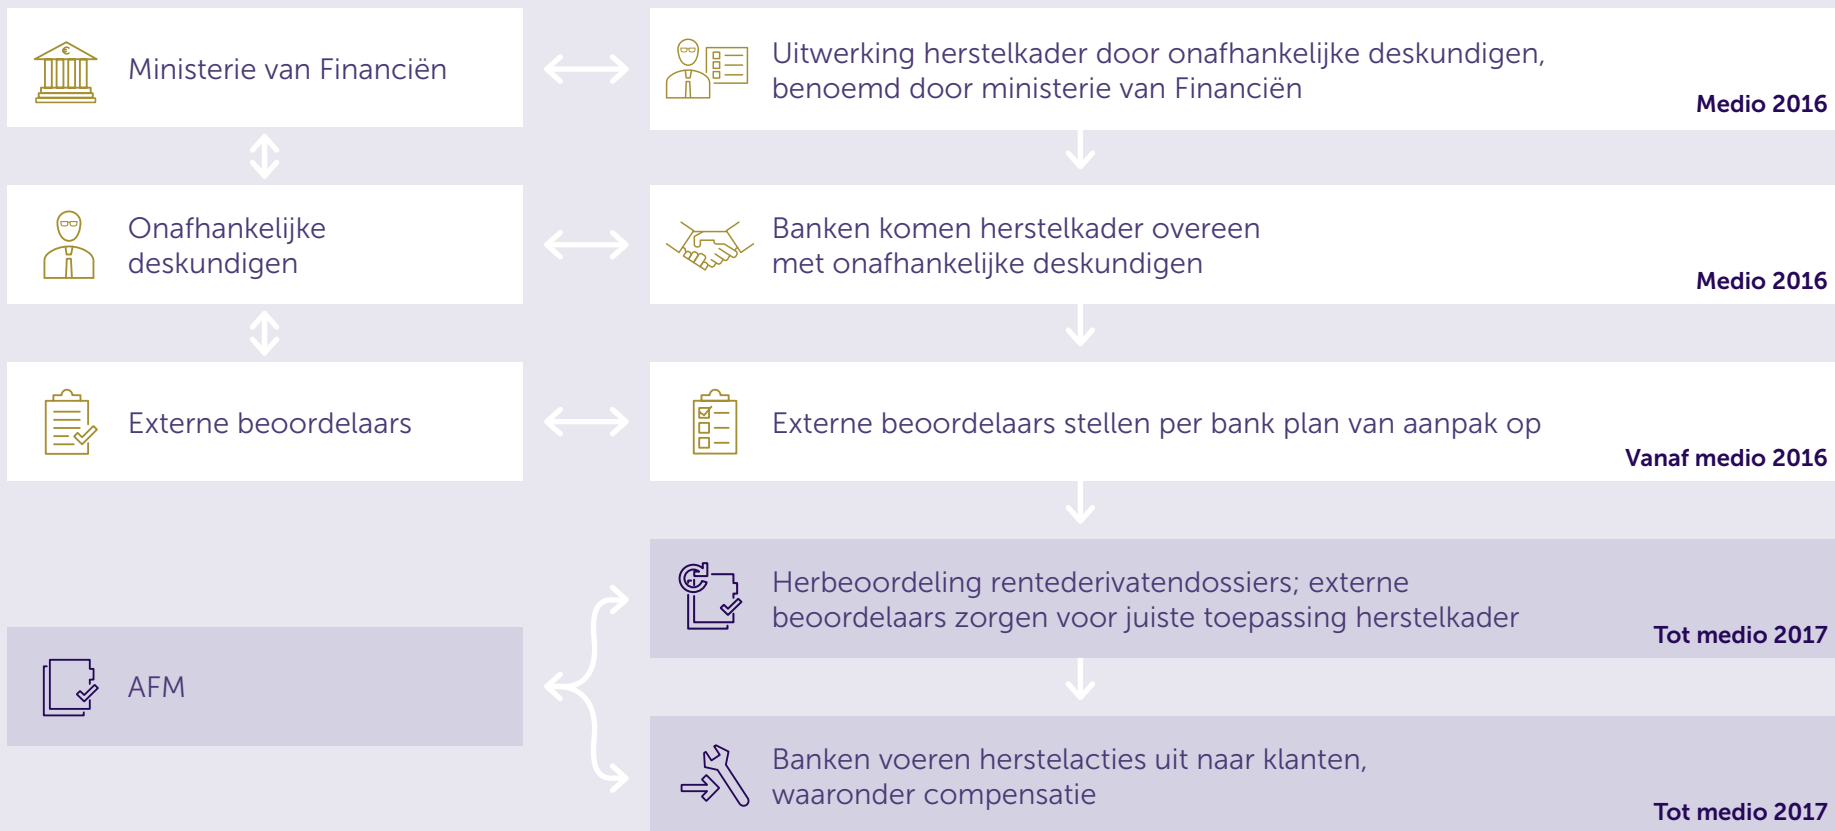 Ministerie van Financiën
Uitwerking herstelkader door onafhankelijke deskundigen,
benoemd door ministerie van Financiën
Medio 2016
Onafhankelijke
deskundigen
Banken komen herstelkader overeen
met onafhankelijke deskundigen
Medio 2016
Externe beoordelaars
Externe beoordelaars stellen per bank plan van aanpak op
Vanaf medio 2016
Herbeoordeling rentederivatendossiers; externe
beoordelaars zorgen voor juiste toepassing herstelkader
Tot medio 2017
AFM
Banken voeren herstelacties uit naar klanten,
waaronder compensatie
Tot medio 2017